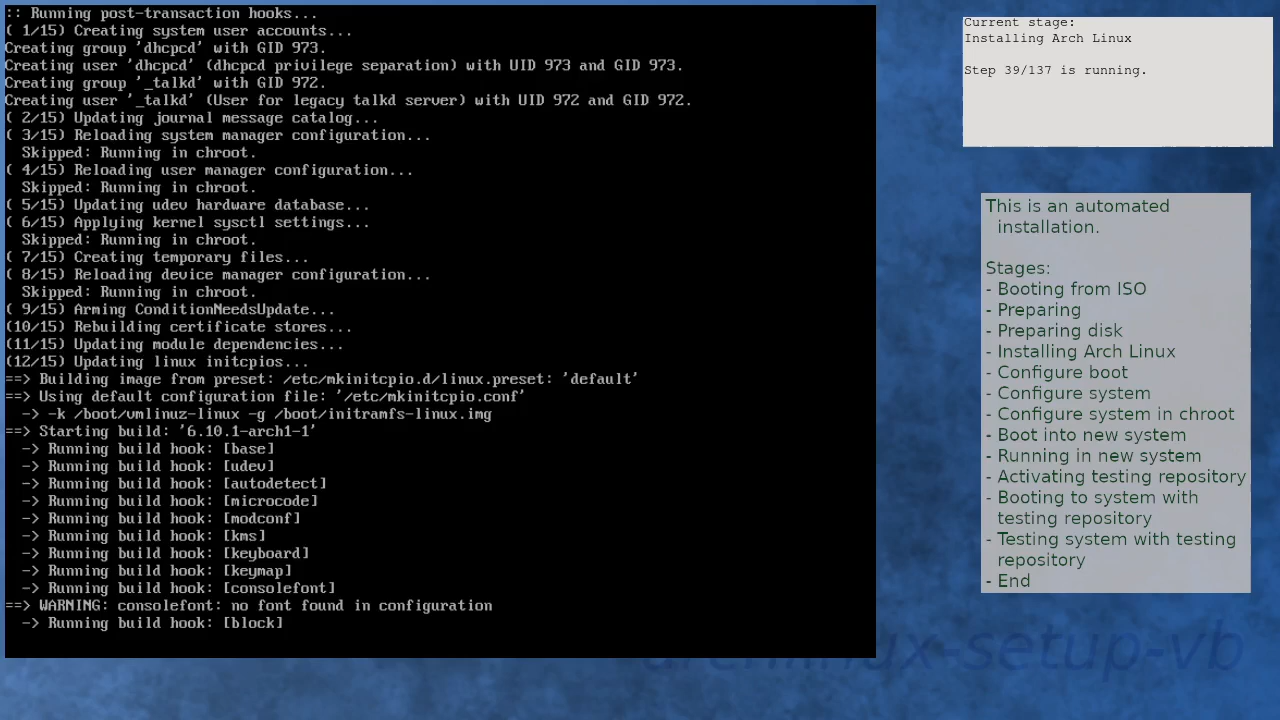 :: Running post-transaction hooks...
( 1/15) Creating system user accounts...
Creating group 'dhcpcd' with GID 973.
Creating user 'dhcpcd' (dhcpcd privilege separation) with UID 973 and GID 973.
Creating group '_talkd' with GID 972.
Creating user '_talkd' (User for legacy talkd server) with UID 972 and GID 972.
( 2/15) Updating journal message catalog...
( 3/15) Reloading system manager configuration...
  Skipped: Running in chroot.
( 4/15) Reloading user manager configuration...
  Skipped: Running in chroot.
( 5/15) Updating udev hardware database...
( 6/15) Applying kernel sysctl settings...
  Skipped: Running in chroot.
( 7/15) Creating temporary files...
( 8/15) Reloading device manager configuration...
  Skipped: Running in chroot.
( 9/15) Arming ConditionNeedsUpdate...
(10/15) Rebuilding certificate stores...
(11/15) Updating module dependencies...
(12/15) Updating linux initcpios...
==> Building image from preset: /etc/mkinitcpio.d/linux.preset: 'default'
==> Using default configuration file: '/etc/mkinitcpio.conf'
  -> -k /boot/vmlinuz-linux -g /boot/initramfs-linux.img
==> Starting build: '6.10.1-arch1-1'
  -> Running build hook: [base]
  -> Running build hook: [udev]
  -> Running build hook: [autodetect]
  -> Running build hook: [microcode]
  -> Running build hook: [modconf]
  -> Running build hook: [kms]
  -> Running build hook: [keyboard]
  -> Running build hook: [keymap]
  -> Running build hook: [consolefont]
==> WARNING: consolefont: no font found in configuration
  -> Running build hook: [block]
Current stage:
Installing Arch Linux
Step 39/137 is running.
This is an automated
installation.
Stages:
- Booting from ISO
- Preparing
- Preparing disk
- Installing Arch Linux
- Configure boot
- Configure system
- Configure system in chroot
- Boot into new system
- Running in new system
- Activating testing repository
- Booting to system with
testing repository
- Testing system with testing
repository
- End
archlinux-setup-vb